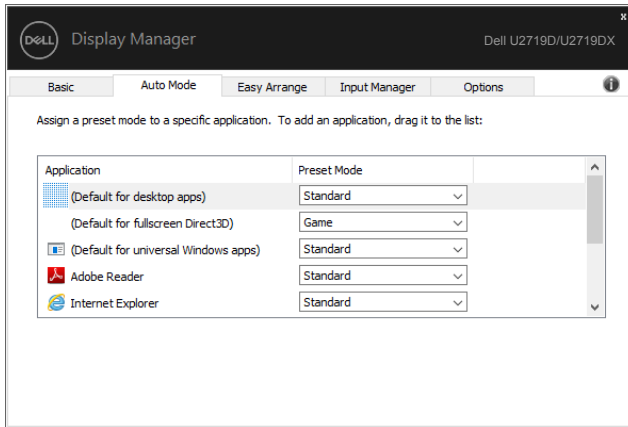 x
DELL Display Manager Dell U2719D/U2719DX
Basic Auto Mode Easy Arrange Input Manager Options i
Assign a preset mode to a specific application. To add an application, drag it to the list:
Application Preset Mode
(Default for desktop apps) Standard
(Default for fullscreen Direct3D) Game
(Default for universal Windows apps) Standard
Adobe Reader Standard
Internet Explorer Standard